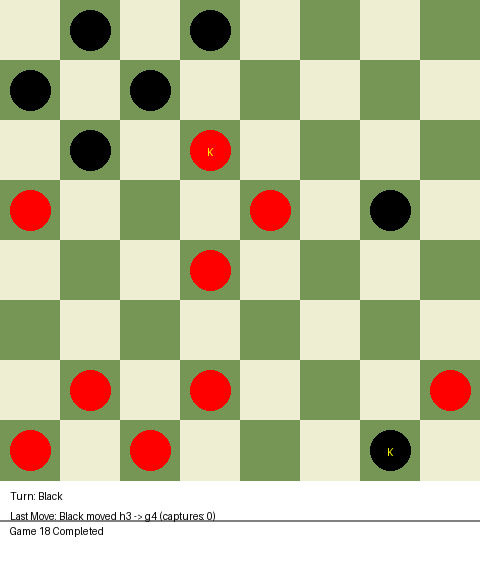 K
K
Turn: Black
Last Move: Black moved h3 -> g4 (captures: 0)
Game 18 Completed